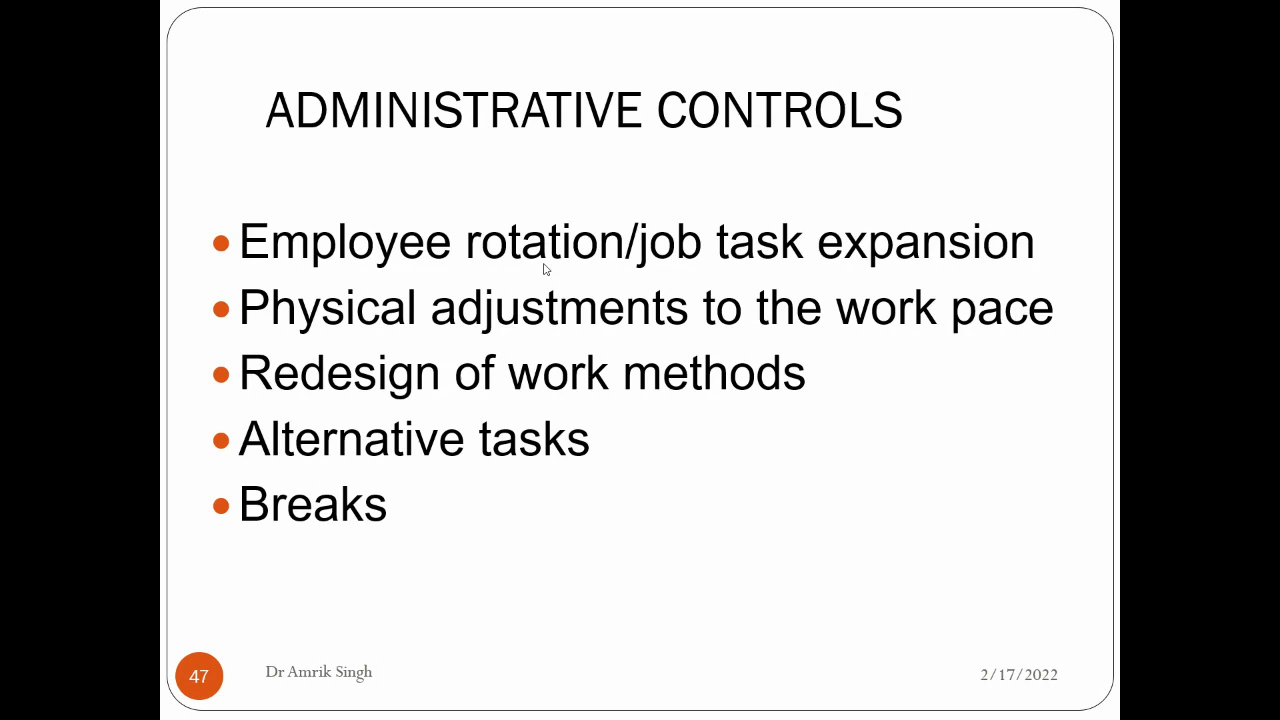 ADMINISTRATIVE CONTROLS
Employee rotation/job task expansion
Physical adjustments to the work pace
Redesign of work methods
Alternative tasks
Breaks
47
Dr Amrik Singh
2/17/2022